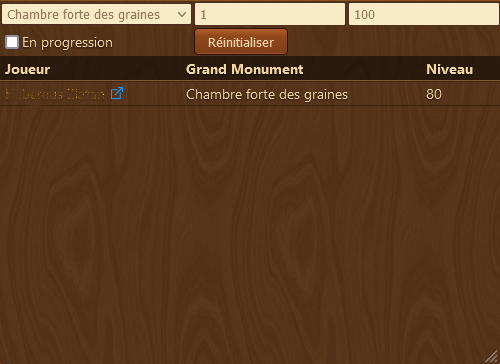 Chambre forte des graines 1 100
En progression Réinitialiser
Joueur Grand Monument Niveau
Chambre forte des graines 80